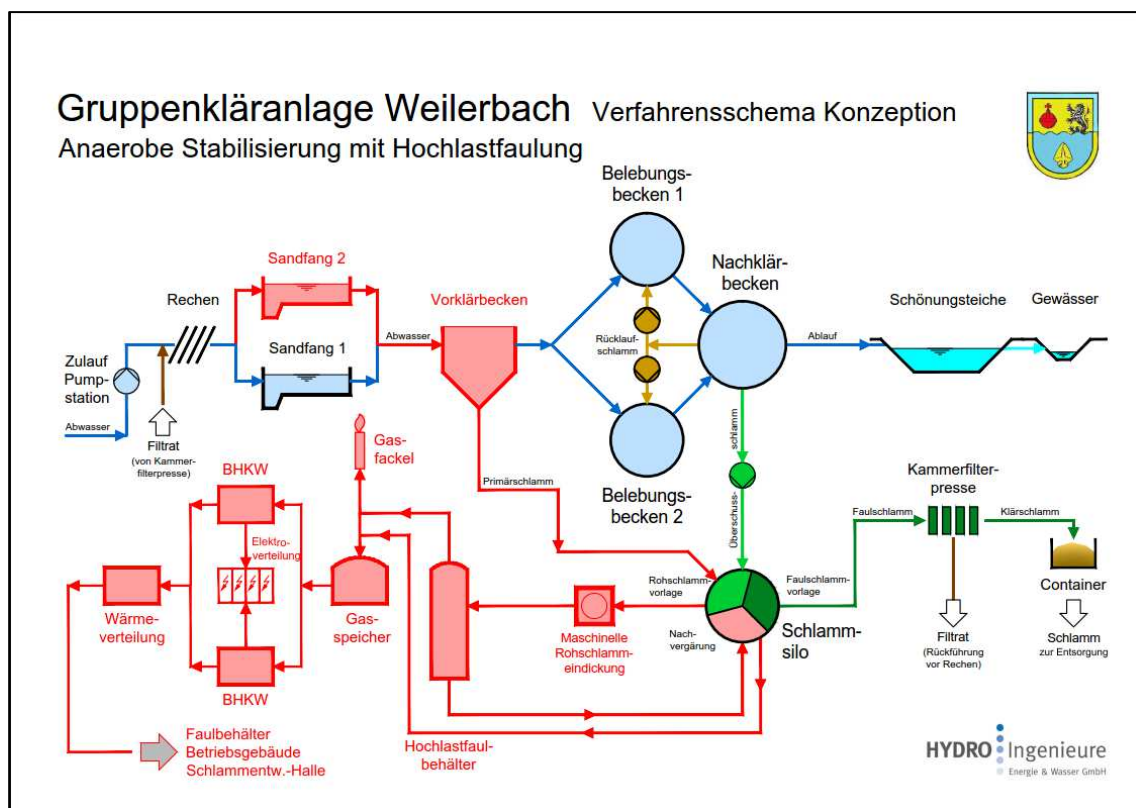 Gruppenkläranlage Weilerbach Verfahrensschema Konzeption
Anaerobe Stabilisierung mit Hochlastfaulung
Belebungs-
becken 1
Sandfang 2
Rechen
Sandfang 1
Zulauf
Pump-
station
Abwasser
Filtrat
(von Kammer-
filterpresse)
Abwasser
Vorklärbecken
Rücklauf-
schlamm
Nachklär-
becken
Ablauf
Schönungsteiche
Gewässer
Belebungs-
becken 2
schlamm
Überschuss-
Primärschlamm
Gas-
fackel
BHKW
Elektro-
verteilung
Wärme-
verteilung
BHKW
Gas-
speicher
Hochlastfaul-
behälter
Maschinelle
Rohschlamm-
eindickung
Rohschlamm-
vorlage
Nach-
vergärung
Faulschlamm-
vorlage
Schlamm-
silo
Faulschlamm
Kammerfilter-
presse
Klärschlamm
Container
Filtrat
(Rückführung
vor Rechen)
Schlamm
zur Entsorgung
Faulbehälter
Betriebsgebäude
Schlammentw.-Halle
HYDRO Ingenieure
Energie & Wasser GmbH